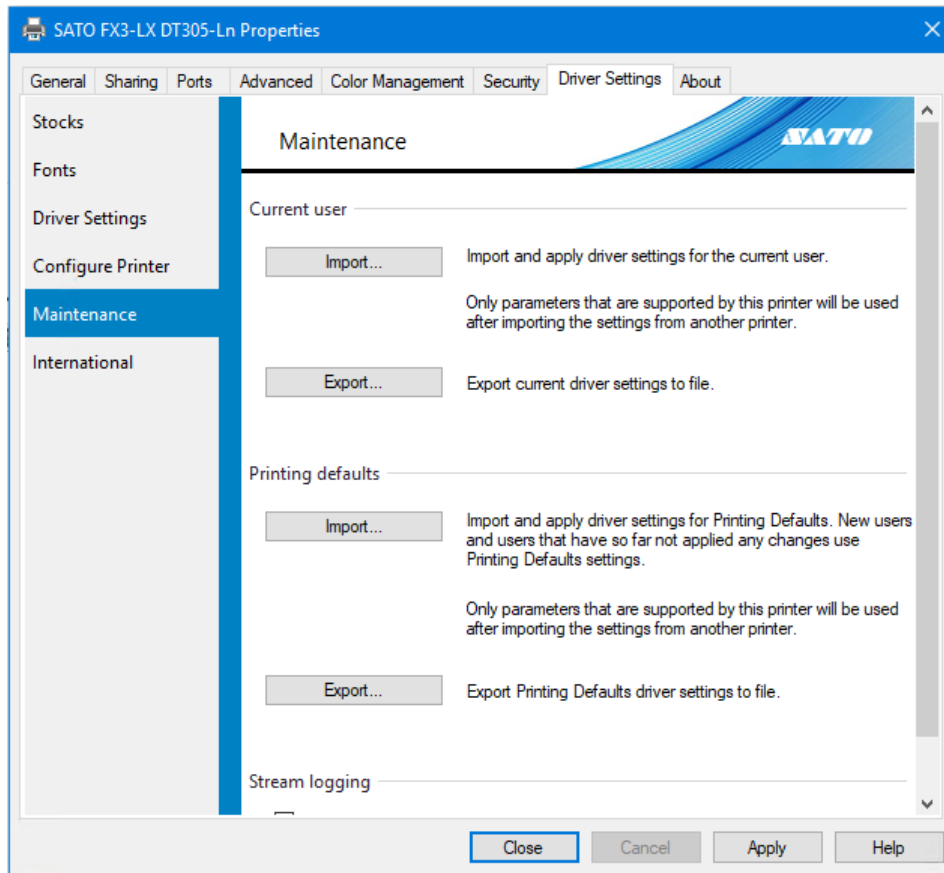 SATO FX3-LX DT305-Ln Properties
General Sharing Ports Advanced Color Management Security Driver Settings About
Stocks
Fonts
Driver Settings
Configure Printer
Maintenance
International
Maintenance
SATO
Current user
Import...
Import and apply driver settings for the current user.
Only parameters that are supported by this printer will be used
after importing the settings from another printer.
Export...
Export current driver settings to file.
Printing defaults
Import...
Import and apply driver settings for Printing Defaults. New users
and users that have so far not applied any changes use
Printing Defaults settings.
Only parameters that are supported by this printer will be used
after importing the settings from another printer.
Export...
Export Printing Defaults driver settings to file.
Stream logging
Close Cancel Apply Help